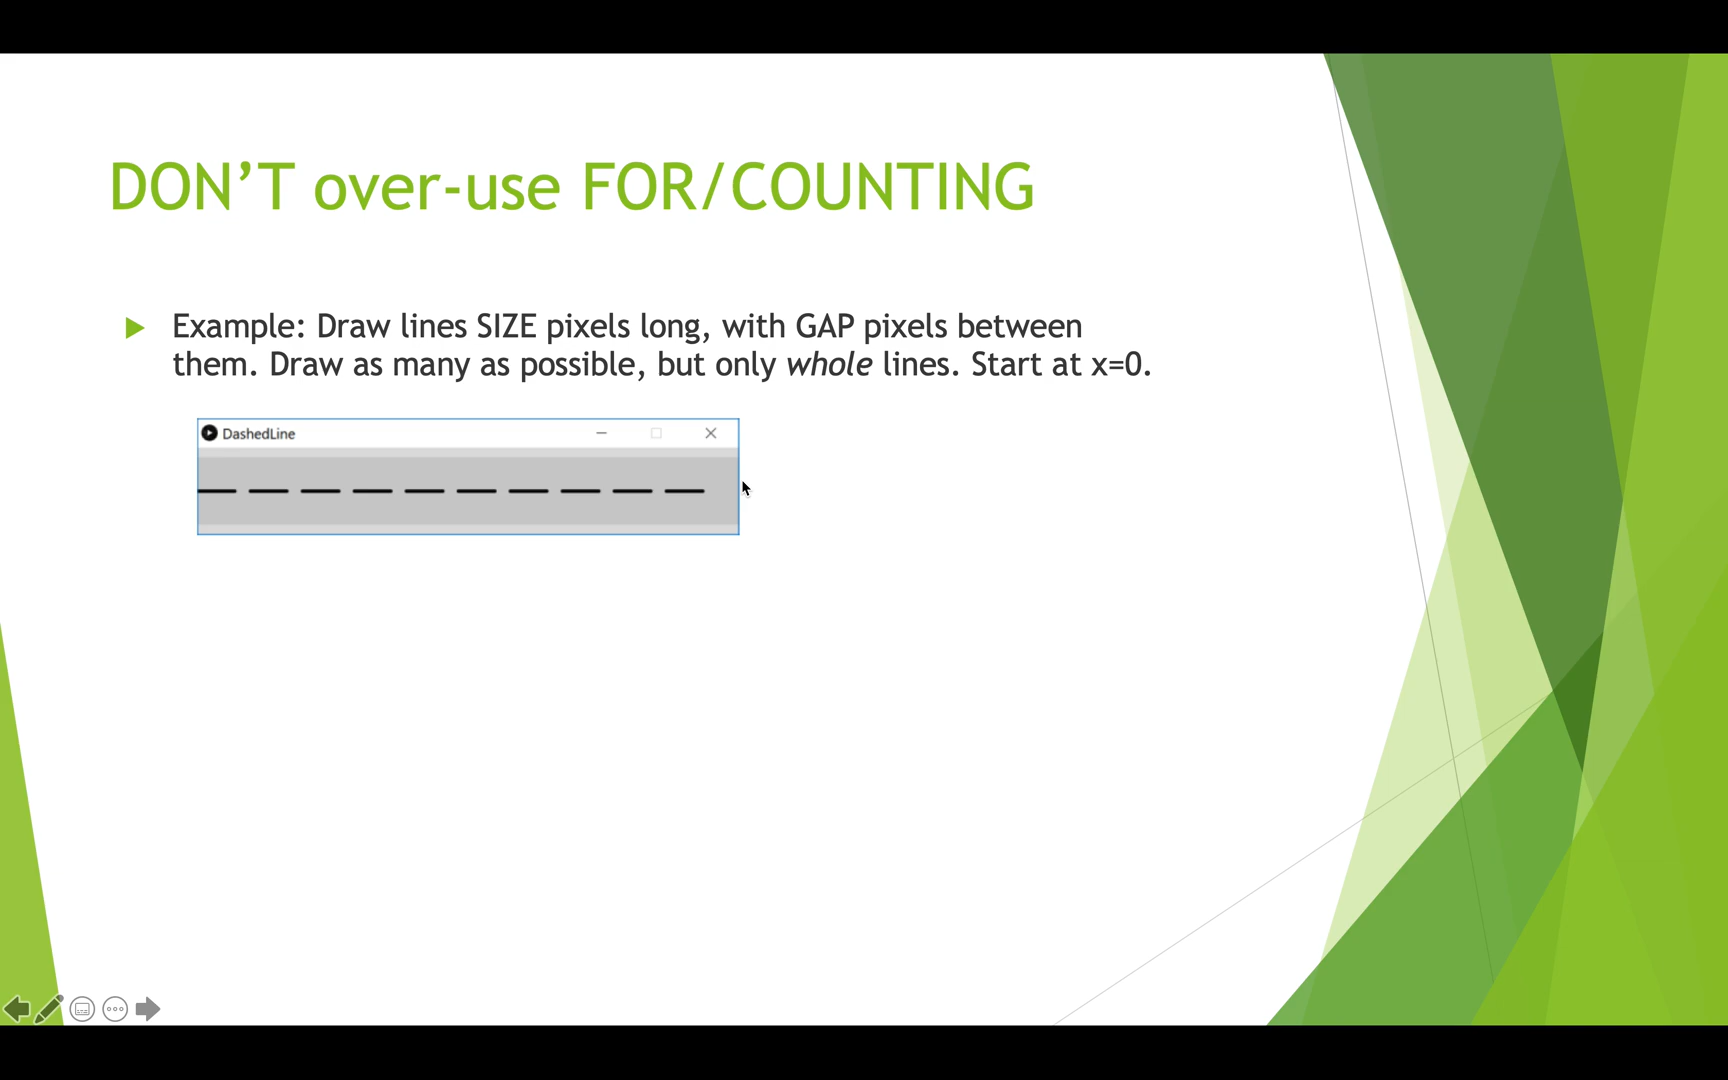 DON’T over-use FOR/COUNTING
Example: Draw lines SIZE pixels long, with GAP pixels between
them. Draw as many as possible, but only whole lines. Start at x=0.
DashedLine